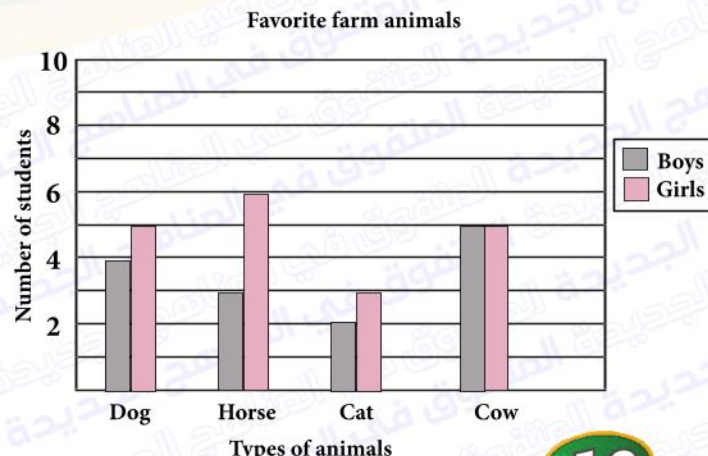 Favorite farm animals
10
8
6
4
2
Number of students
Boys
Girls
Dog Horse Cat Cow
Types of animals